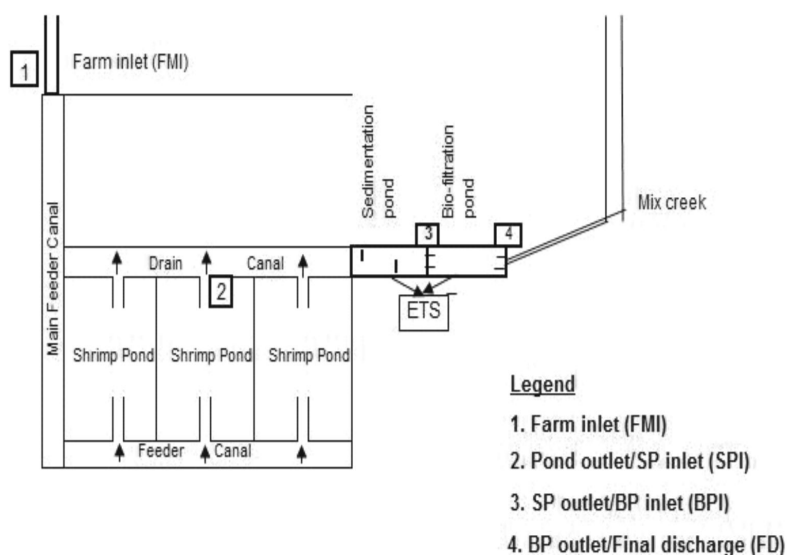 1
Farm inlet (FMI)
Sedimentation
pond
Bio-filtration
pond
Mix creek
3
4
Main Feeder Canal
Drain
Canal
2
ETS
Shrimp Pond
Shrimp Pond
Shrimp Pond
Feeder
Canal
Legend
1. Farm inlet (FMI)
2. Pond outlet/SP inlet (SPI)
3. SP outlet/BP inlet (BPI)
4. BP outlet/Final discharge (FD)